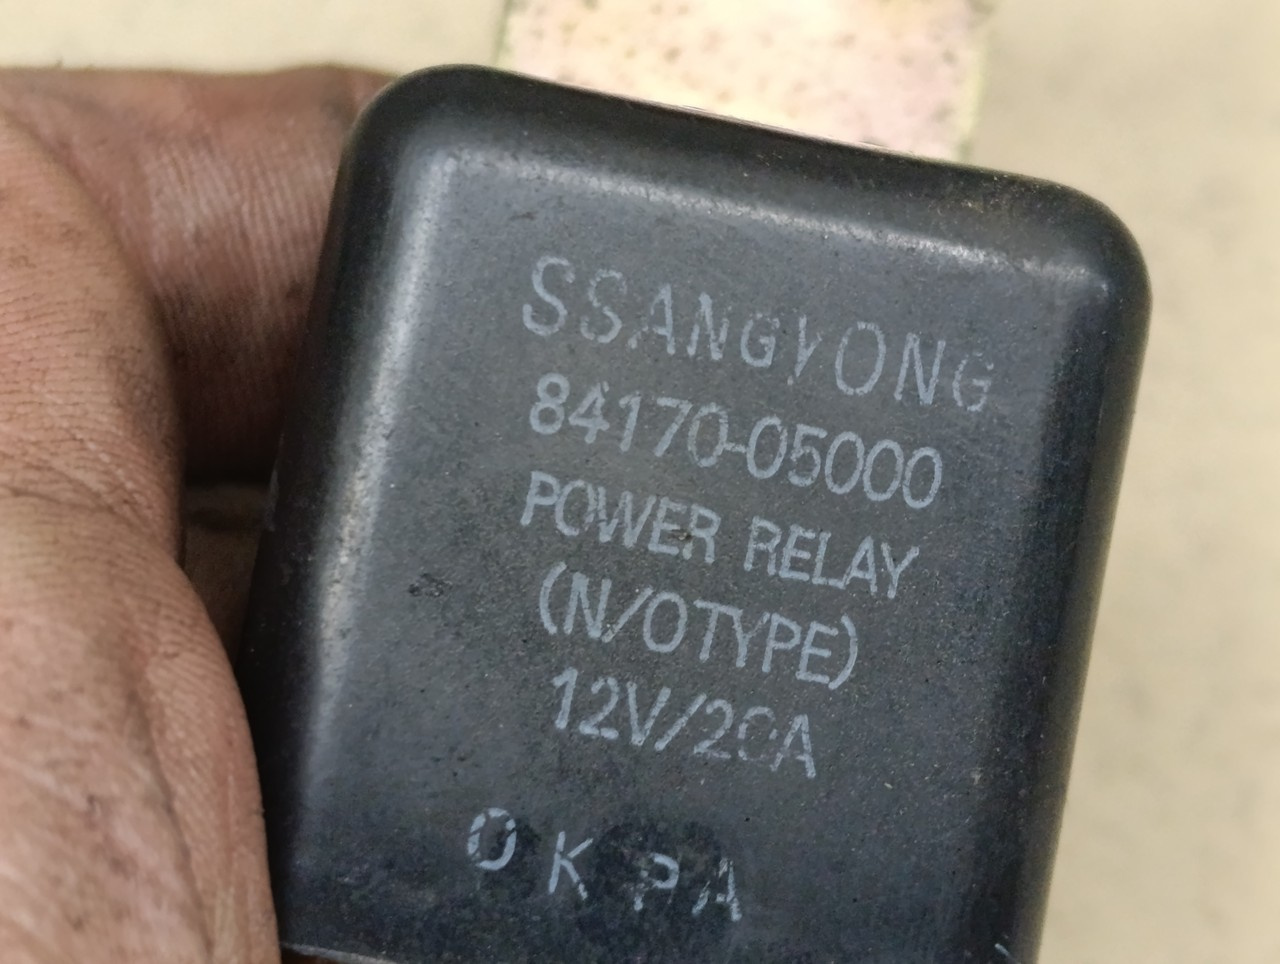 SSANGYONG
84170-05000
POWER RELAY
(N/OTYPE)
12V/20A
O K P A